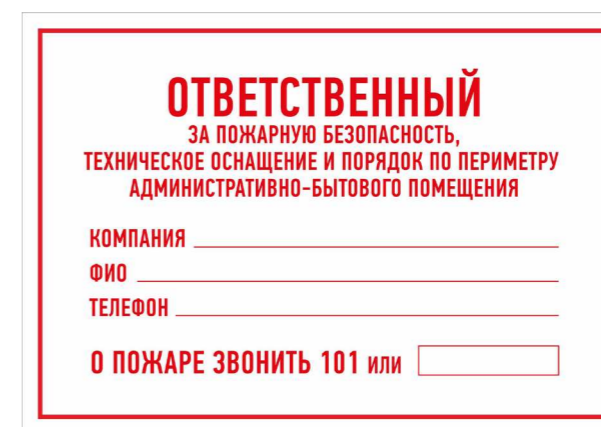 ОТВЕТСТВЕННЫЙ
ЗА ПОЖАРНУЮ БЕЗОПАСНОСТЬ,
ТЕХНИЧЕСКОЕ ОСНАЩЕНИЕ И ПОРЯДОК ПО ПЕРИМЕТРУ
АДМИНИСТРАТИВНО-БЫТОВОГО ПОМЕЩЕНИЯ
КОМПАНИЯ
ФИО
ТЕЛЕФОН
О ПОЖАРЕ ЗВОНИТЬ 101 ИЛИ